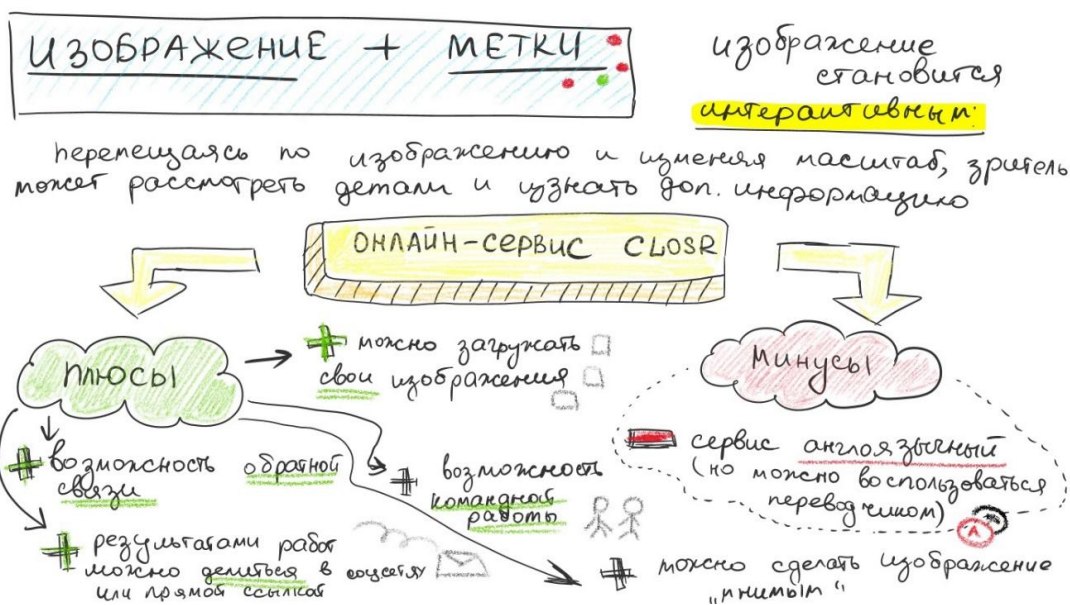 ИЗОБРАЖЕНИЕ + МЕТКИ
изображение
становится
интерактивным:
перемещаясь по изображению и изменяя масштаб, зритель
может рассмотреть детали и узнать доп. информацию
ОНЛАЙН-СЕРВИС CLOSR
ПЛЮСЫ
+ можно загружать
свои изображения
+ возможность обратной
связи
+ возможность
командной
работы
+ результатами работ
можно делиться в соцсетях
или прямой ссылкой
+ можно сделать изображение
МИНУСЫ
- сервис англоязычный
(но можно воспользоваться
переводчиком)
А